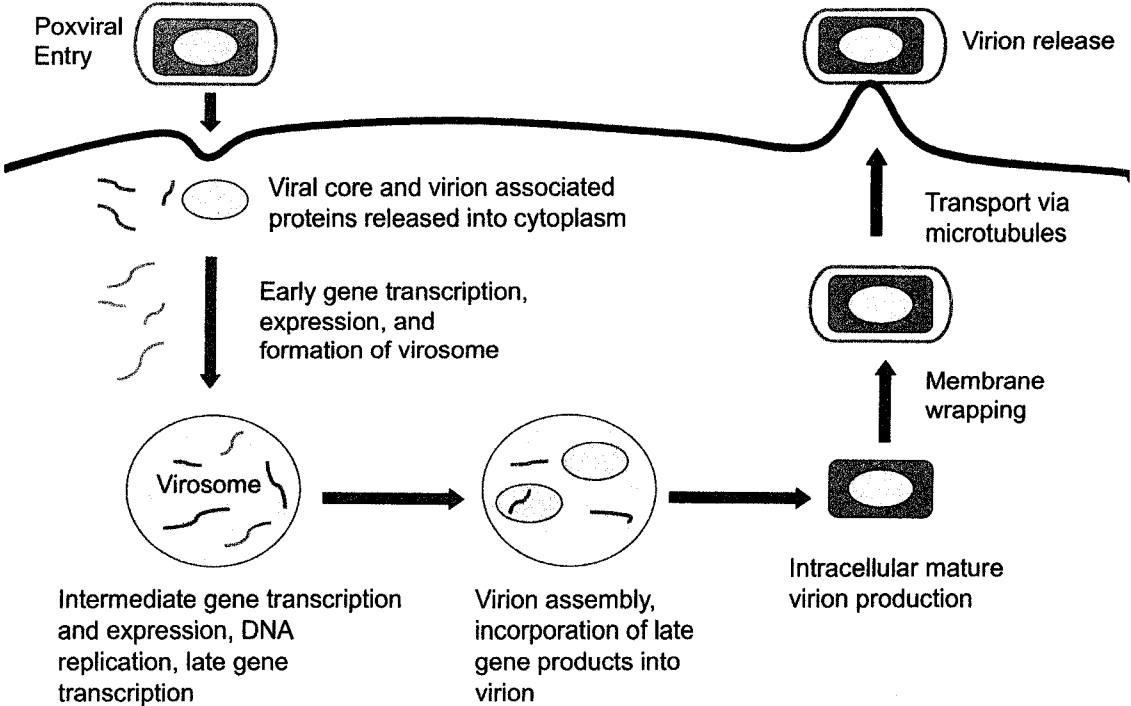 Poxviral
Entry
Virion release
Viral core and virion associated
proteins released into cytoplasm
Transport via
microtubules
Early gene transcription,
expression, and
formation of virosome
Membrane
wrapping
Virosome
Intermediate gene transcription
and expression, DNA
replication, late gene
transcription
Virion assembly,
incorporation of late
gene products into
virion
Intracellular mature
virion production